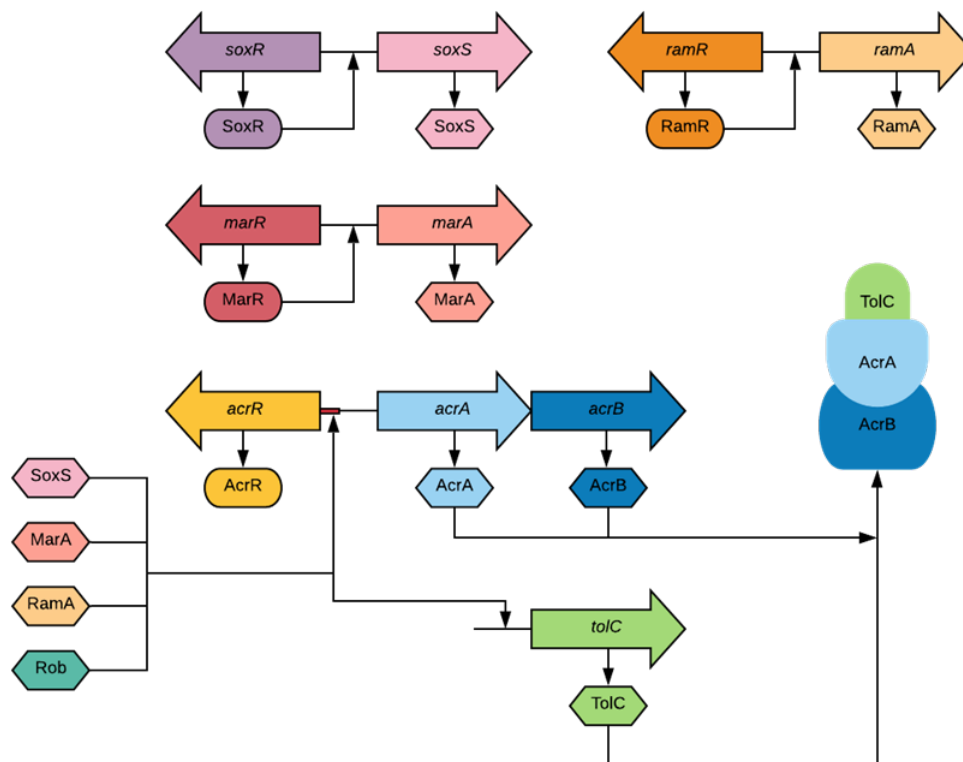 soxR
soxS
ramR
ramA
SoxR
SoxS
RamR
RamA
marR
marA
MarR
MarA
TolC
AcrA
AcrB
acrR
acrA
acrB
AcrR
AcrA
AcrB
SoxS
MarA
RamA
Rob
tolC
TolC